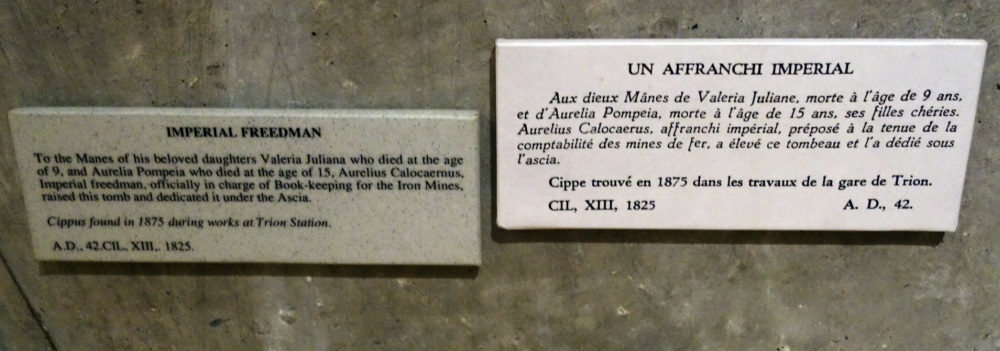 IMPERIAL FREEDMAN
To the Manes of his beloved daughters Valeria Juliana who died at the age
of 9, and Aurelia Pompeia who died at the age of 15, Aurelius Calocaernus,
Imperial freedman, officially in charge of Book-keeping for the Iron Mines,
raised this tomb and dedicated it under the Ascia.
Cippus found in 1875 during works at Trion Station.
A.D., 42.CIL, XIII,. 1825.
UN AFFRANCHI IMPERIAL
Aux dieux Mânes de Valeria Juliane, morte à l'âge de 9 ans,
et d'Aurelia Pompeia, morte à l'âge de 15 ans, ses filles chéries.
Aurelius Calocaerus, affranchi impérial, préposé à la tenue de la
comptabilité des mines de fer, a élevé ce tombeau et l'a dédié sous
l'ascia.
Cippe trouvé en 1875 dans les travaux de la gare de Trion.
CIL, XIII, 1825 A. D., 42.